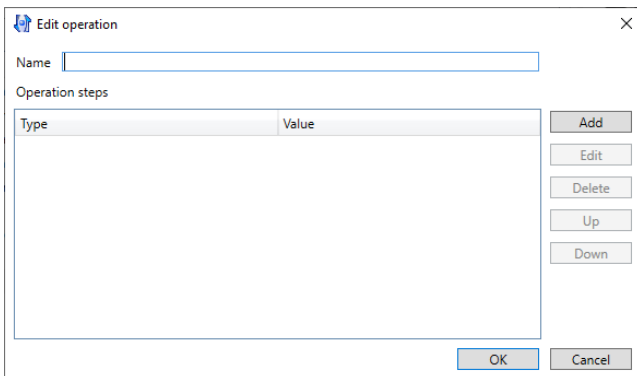 Edit operation
Name
Operation steps
Type Value
Add
Edit
Delete
Up
Down
OK Cancel